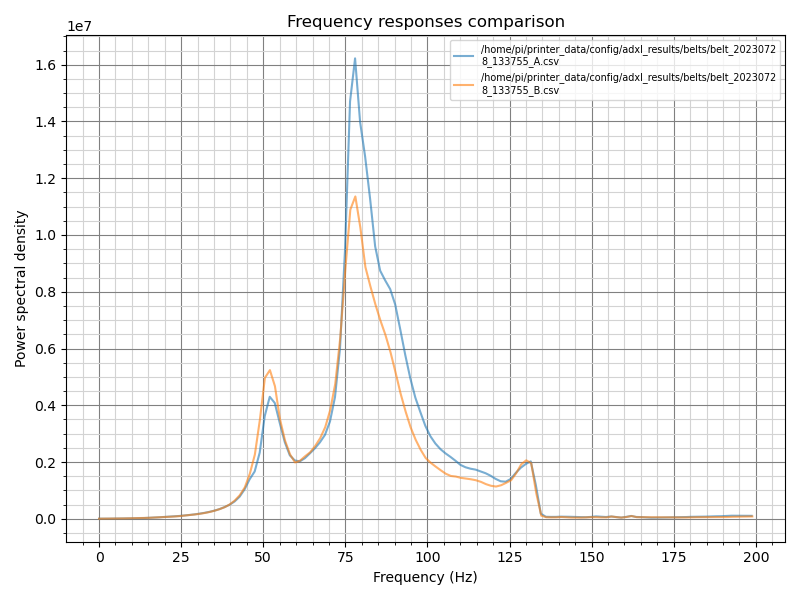 Frequency responses comparison
1e7
/home/pi/printer_data/config/adxl_results/belts/belt_2023072
8_133755_A.csv
/home/pi/printer_data/config/adxl_results/belts/belt_2023072
8_133755_B.csv
Power spectral density
1.6
1.4
1.2
1.0
0.8
0.6
0.4
0.2
0.0
0 25 50 75 100 125 150 175 200
Frequency (Hz)